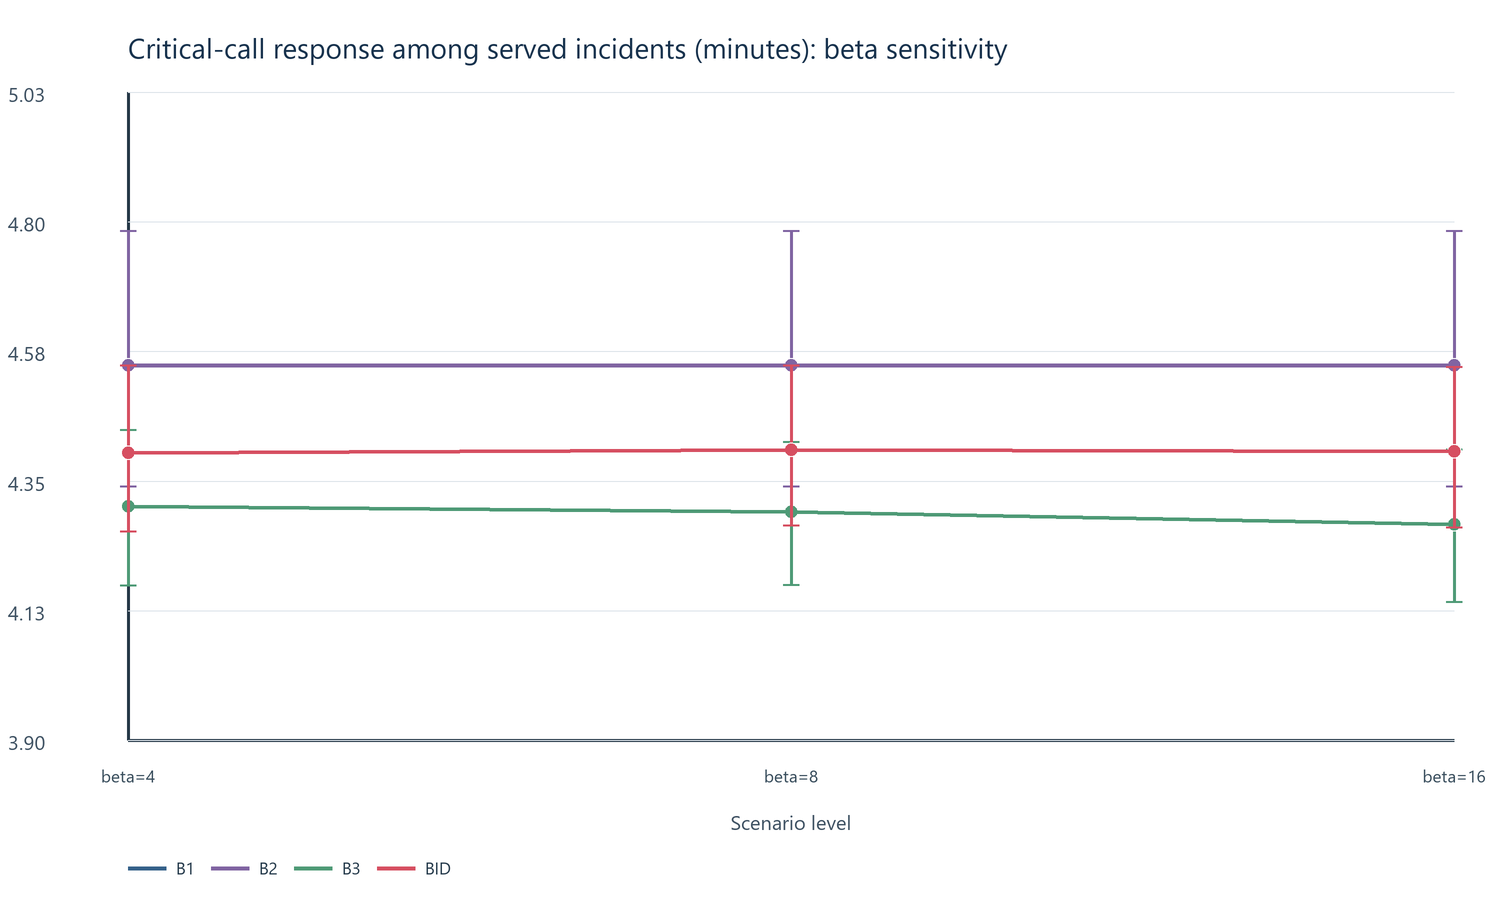 Critical-call response among served incidents (minutes): beta sensitivity
5.03
4.80
4.58
4.35
4.13
3.90
beta=4 beta=8 beta=16
Scenario level
B1 B2 B3 BID